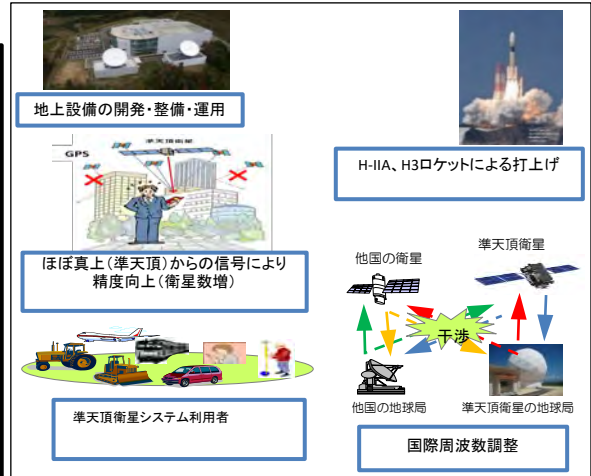 地上設備の開発・整備・運用
準天頂衛星
GPS
ほぼ真上(準天頂)からの信号により
精度向上(衛星数増)
準天頂衛星システム利用者
H-IIA、H3ロケットによる打上げ
他国の衛星
準天頂衛星
干渉
他国の地球局
準天頂衛星の地球局
国際周波数調整